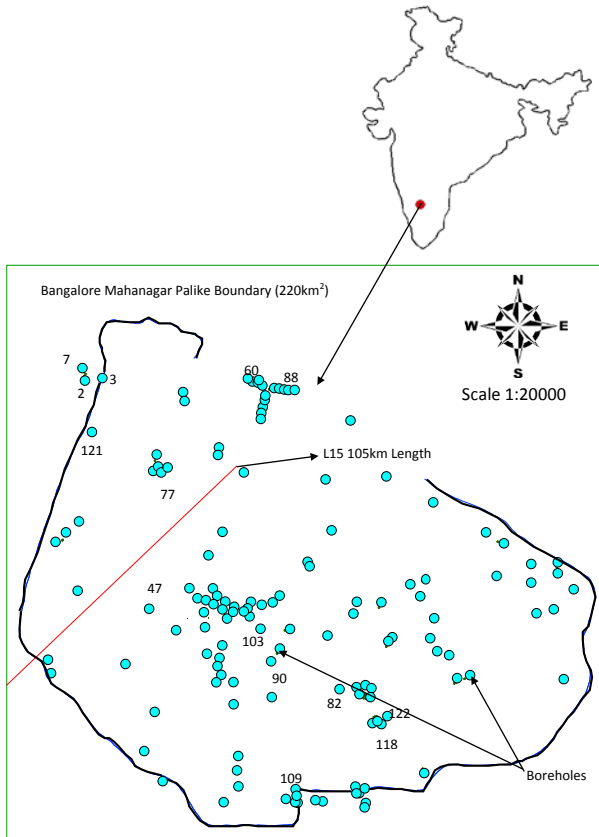 Bangalore Mahanagar Palike Boundary (220km²)
N
W E
S
Scale 1:20000
7
2
3
60
88
121
L15 105km Length
77
47
103
90
82
122
118
109
Boreholes